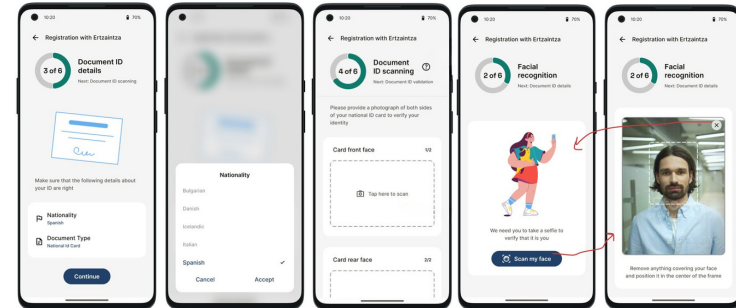 10:20
70%
← Registration with Ertzaintza
3 of 6
Document ID
details
Next: Document ID scanning
Make sure that the following details about
your ID are right
Nationality
Spanish
Document Type
National Id Card
Continue
70%
Nationality
Bulgarian
Danish
Icelandic
Italian
Spanish
Cancel
Accept
10:20
70%
← Registration with Ertzaintza
4 of 6
Document
ID scanning
Next: Document ID validation
Please provide a photograph of both sides
of your national ID card to verify your
identity
Card front face
1/2
Tap here to scan
Card rear face
2/2
10:20
70%
← Registration with Ertzaintza
2 of 6
Facial
recognition
Next: Document ID details
We need you to take a selfie to
verify that it is you
Scan my face
10:20
70%
← Registration with Ertzaintza
2 of 6
Facial
recognition
Next: Document ID details
Remove anything covering your face
and position it in the center of the frame